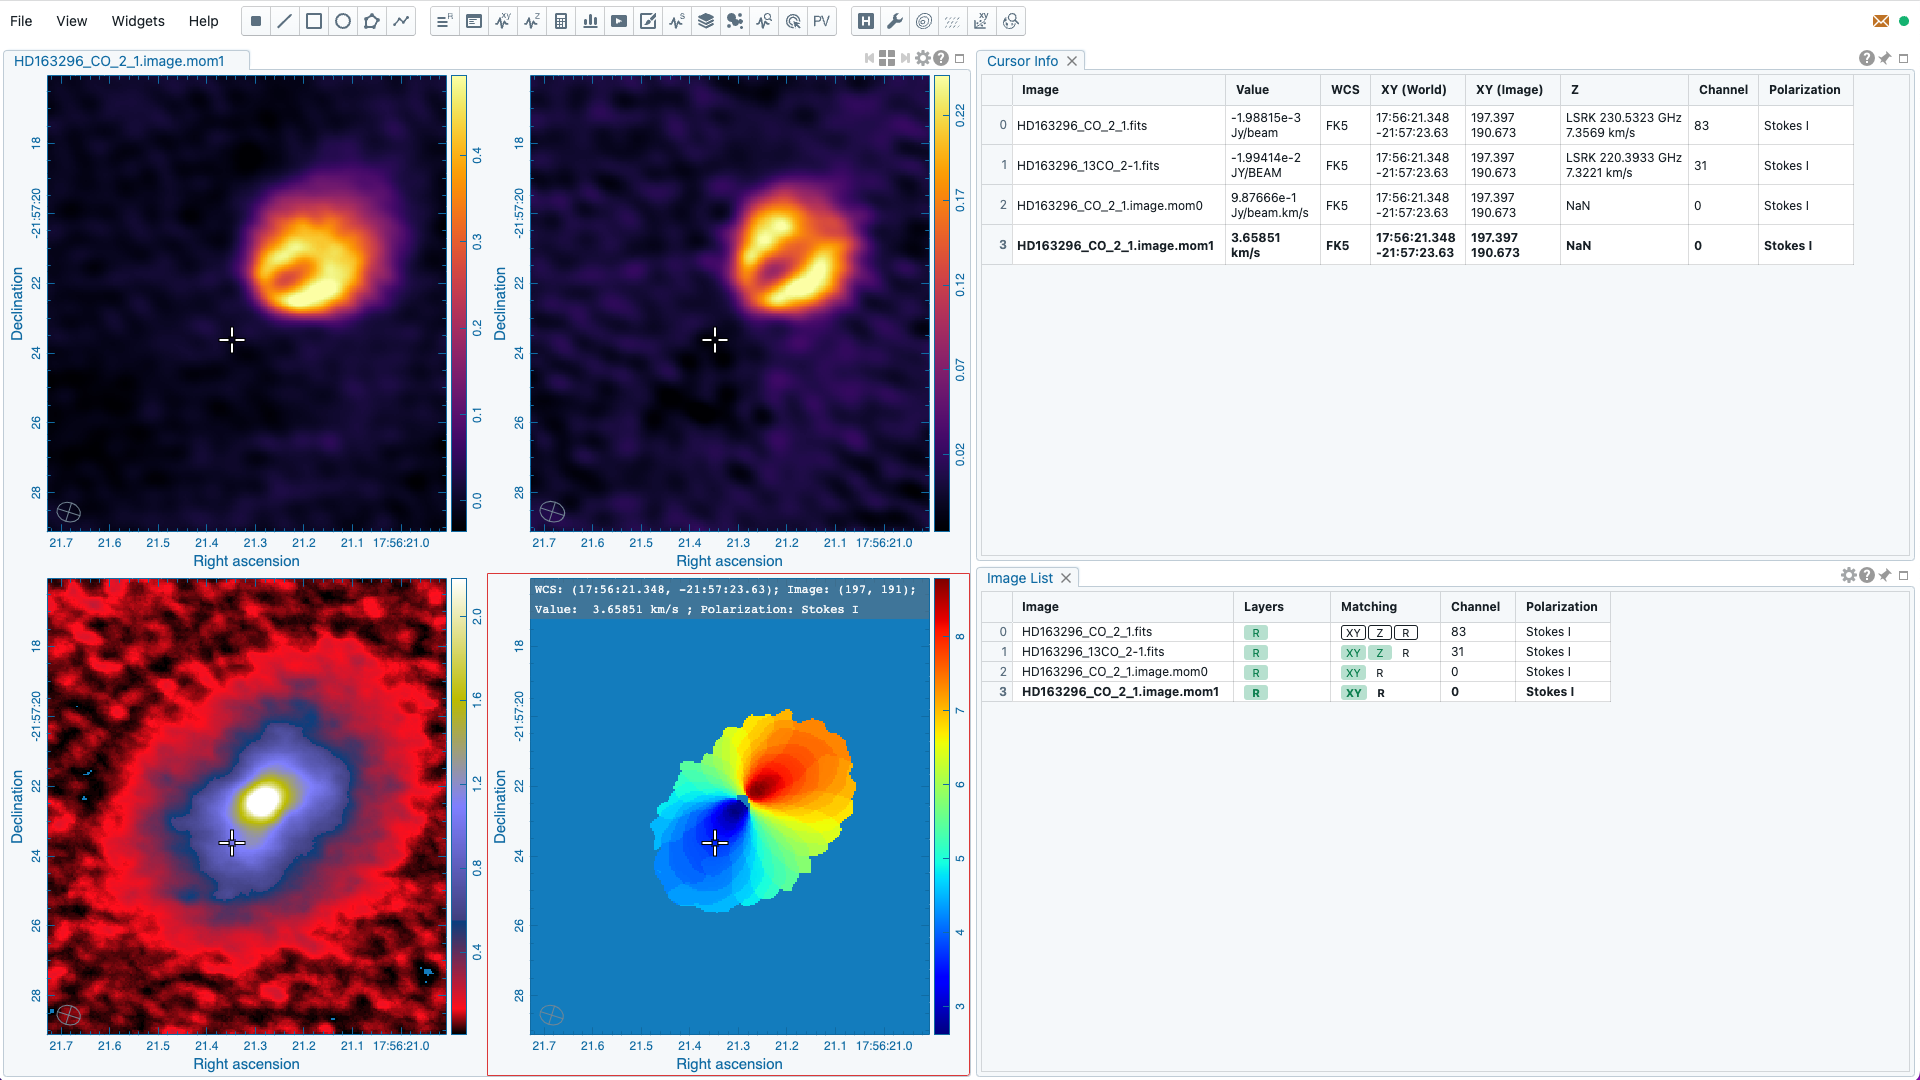 File View Widgets Help
R XY Z S PV H XY
HD163296_CO_2_1.image.mom1
18
-21:57:20
22
24
26
28
Declination
21.7 21.6 21.5 21.4 21.3 21.2 21.1 17:56:21.0
Right ascension
0.4
0.3
0.2
0.1
0.0
18
-21:57:20
22
24
26
28
Declination
21.7 21.6 21.5 21.4 21.3 21.2 21.1 17:56:21.0
Right ascension
0.22
0.17
0.12
0.07
0.02
18
-21:57:20
22
24
26
28
Declination
21.7 21.6 21.5 21.4 21.3 21.2 21.1 17:56:21.0
Right ascension
2.0
1.6
1.2
0.8
0.4
WCS: (17:56:21.348, -21:57:23.63); Image: (197, 191);
Value: 3.65851 km/s ; Polarization: Stokes I
18
-21:57:20
22
24
26
28
Declination
21.7 21.6 21.5 21.4 21.3 21.2 21.1 17:56:21.0
Right ascension
8
7
6
5
4
3
Cursor Info
Image Value WCS XY (World) XY (Image) Z Channel Polarization
0 HD163296_CO_2_1.fits -1.98815e-3 Jy/beam FK5 17:56:21.348 -21:57:23.63 197.397 190.673 LSRK 230.5323 GHz 7.3569 km/s 83 Stokes I
1 HD163296_13CO_2-1.fits -1.99414e-2 JY/BEAM FK5 17:56:21.348 -21:57:23.63 197.397 190.673 LSRK 220.3933 GHz 7.3221 km/s 31 Stokes I
2 HD163296_CO_2_1.image.mom0 9.87666e-1 Jy/beam.km/s FK5 17:56:21.348 -21:57:23.63 197.397 190.673 NaN 0 Stokes I
3 HD163296_CO_2_1.image.mom1 3.65851 km/s FK5 17:56:21.348 -21:57:23.63 197.397 190.673 NaN 0 Stokes I
Image List
Image Layers Matching Channel Polarization
0 HD163296_CO_2_1.fits R XY Z R 83 Stokes I
1 HD163296_13CO_2-1.fits R XY Z R 31 Stokes I
2 HD163296_CO_2_1.image.mom0 R XY R 0 Stokes I
3 HD163296_CO_2_1.image.mom1 R XY R 0 Stokes I